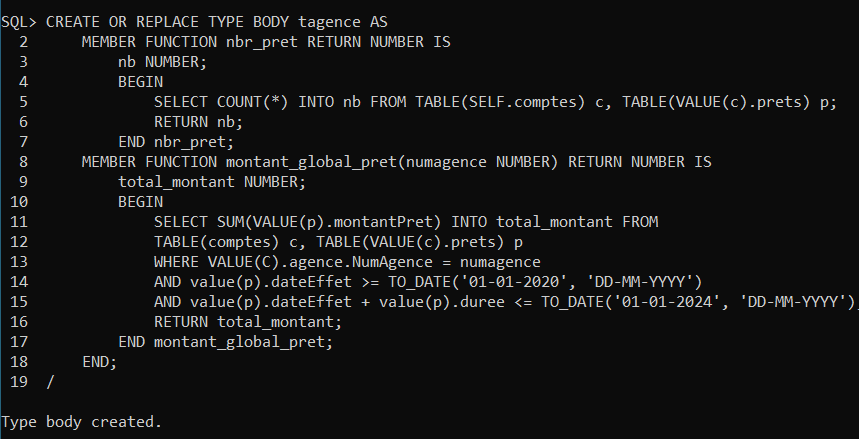 SQL> CREATE OR REPLACE TYPE BODY tagence AS
  2      MEMBER FUNCTION nbr_pret RETURN NUMBER IS
  3          nb NUMBER;
  4          BEGIN
  5              SELECT COUNT(*) INTO nb FROM TABLE(SELF.comptes) c, TABLE(VALUE(c).prets) p;
  6              RETURN nb;
  7          END nbr_pret;
  8      MEMBER FUNCTION montant_global_pret(numagence NUMBER) RETURN NUMBER IS
  9          total_montant NUMBER;
 10          BEGIN
 11              SELECT SUM(VALUE(p).montantPret) INTO total_montant FROM
 12              TABLE(comptes) c, TABLE(VALUE(c).prets) p
 13              WHERE VALUE(C).agence.NumAgence = numagence
 14              AND value(p).dateEffet >= TO_DATE('01-01-2020', 'DD-MM-YYYY')
 15              AND value(p).dateEffet + value(p).duree <= TO_DATE('01-01-2024', 'DD-MM-YYYY');
 16              RETURN total_montant;
 17          END montant_global_pret;
 18      END;
 19  /
Type body created.